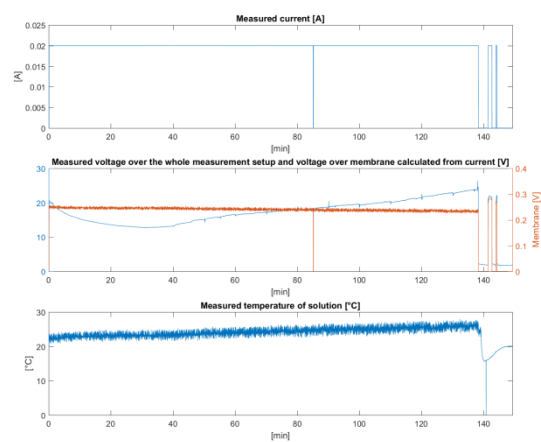 Measured current [A]
0.025
0.02
0.015
0.01
0.005
0
[A]
0 20 40 60 80 100 120 140
[min]
Measured voltage over the whole measurement setup and voltage over membrane calculated from current [V]
30
20
10
0
0.4
0.3
0.2
0.1
0
Membrane [V]
0 20 40 60 80 100 120 140
[min]
Measured temperature of solution [°C]
30
20
10
0
[°C]
0 20 40 60 80 100 120 140
[min]